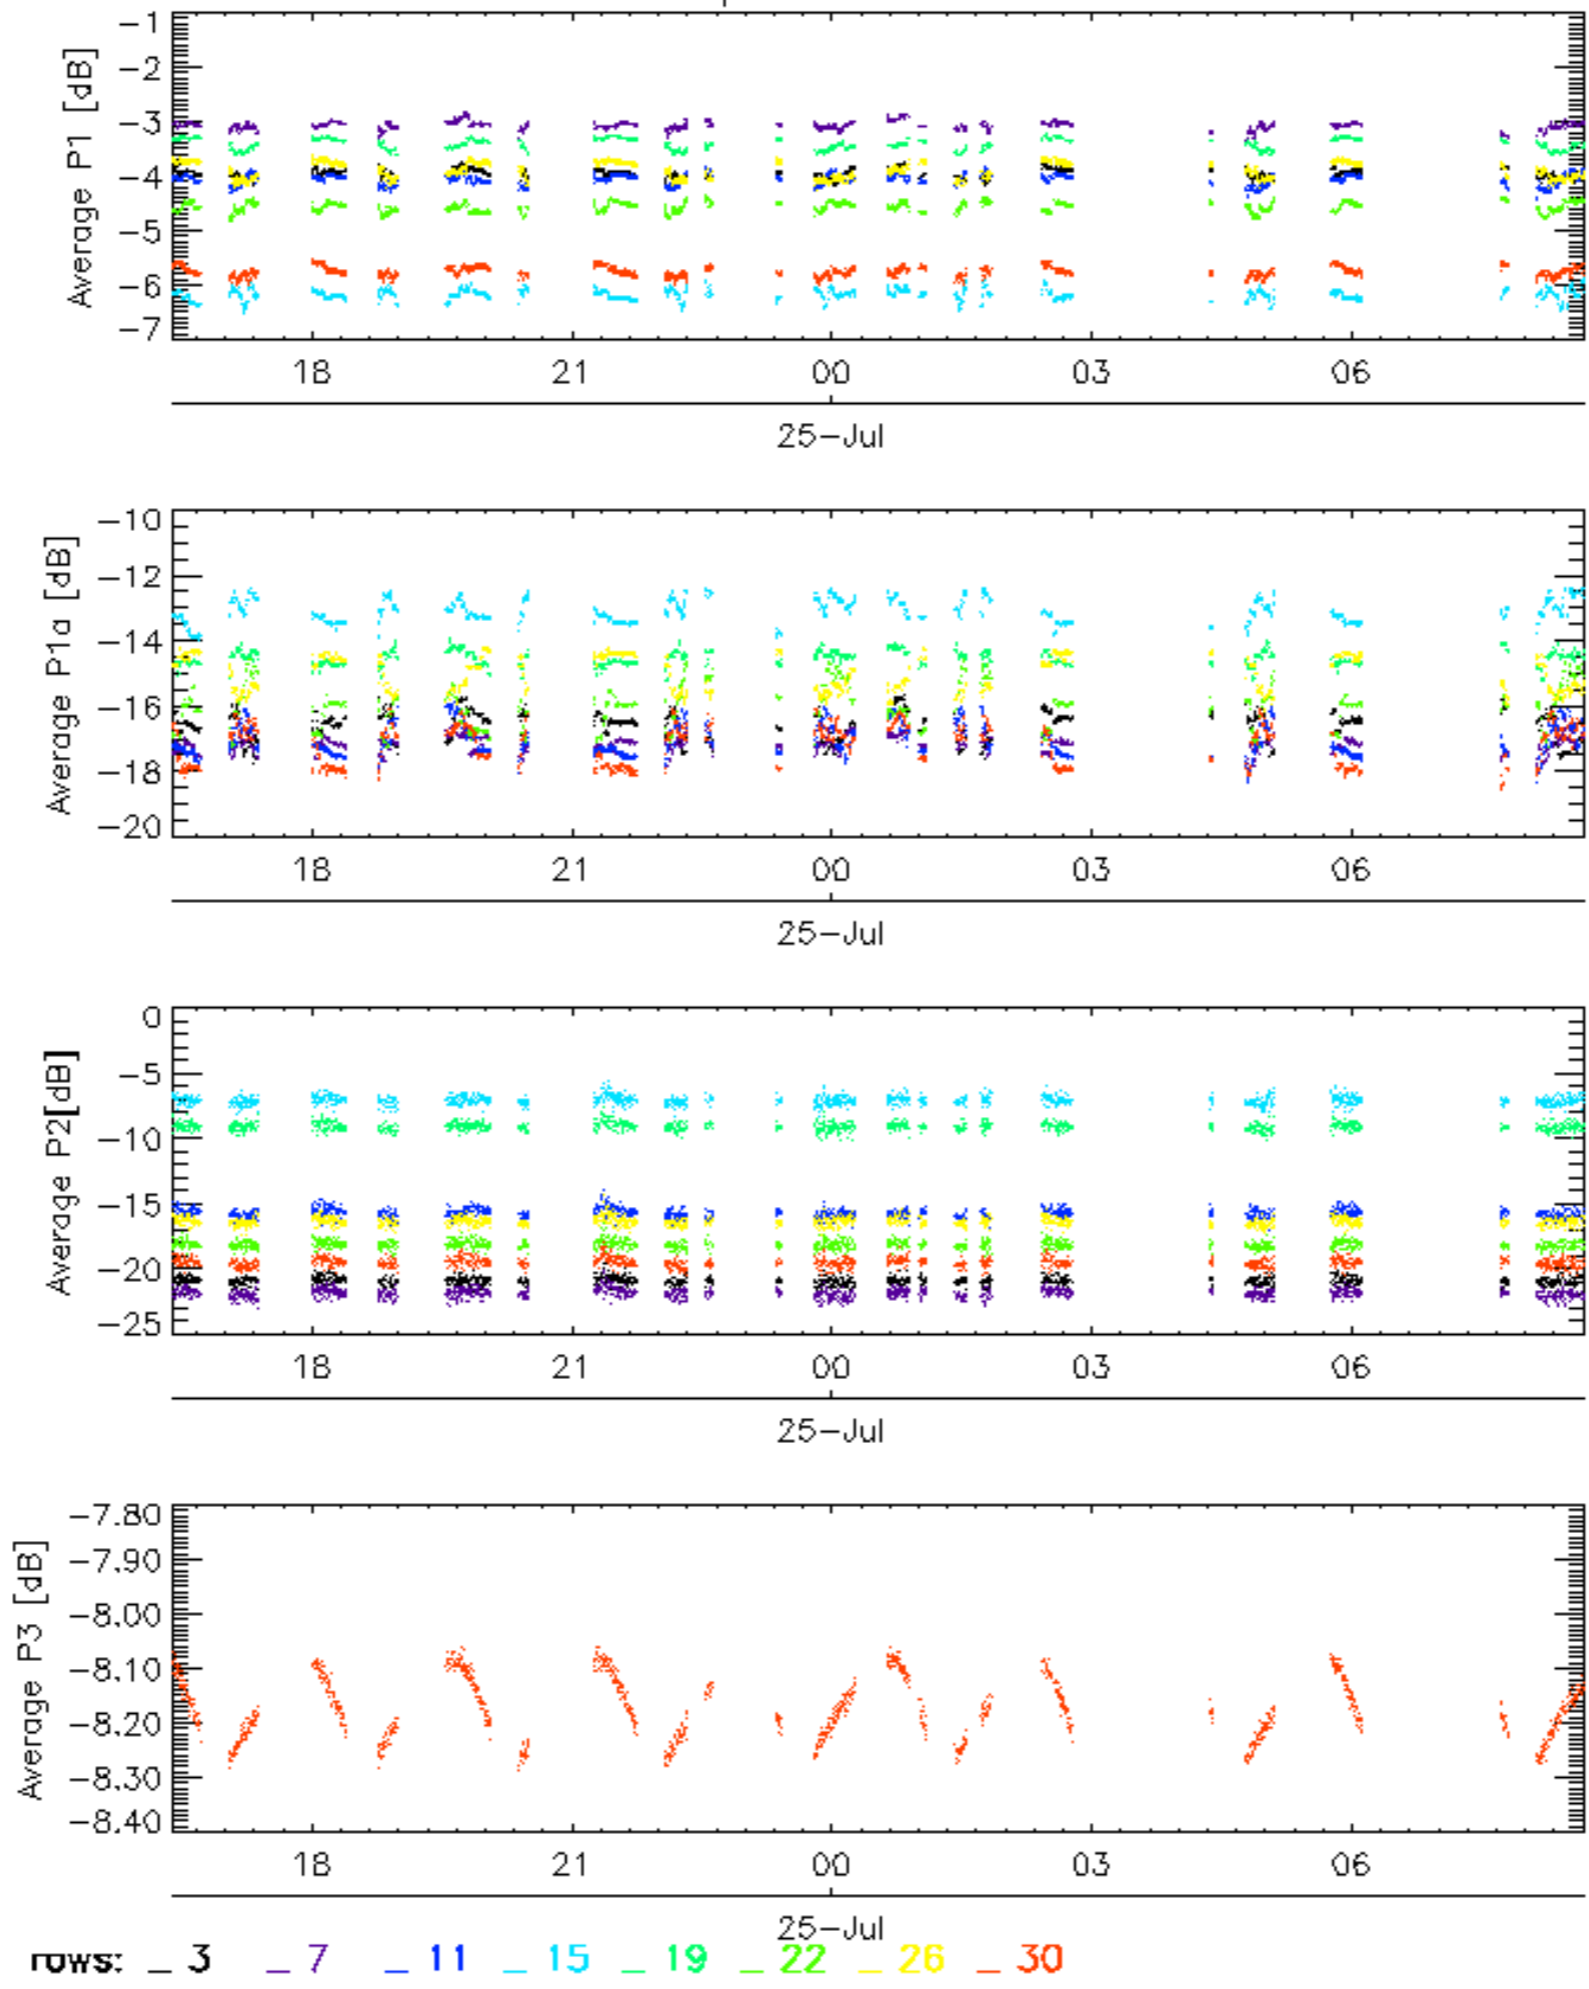 Average P1 [dB]
-1
-2
-3
-4
-5
-6
-7
18 21 00 03 06
25-Jul
Average P1a [dB]
-10
-12
-14
-16
-18
-20
18 21 00 03 06
25-Jul
Average P2[dB]
0
-5
-10
-15
-20
-25
18 21 00 03 06
25-Jul
Average P3 [dB]
-7.80
-7.90
-8.00
-8.10
-8.20
-8.30
-8.40
18 21 00 03 06
25-Jul
rows: _ 3 _ 7 _ 11 _ 15 _ 19 _ 22 _ 26 _ 30